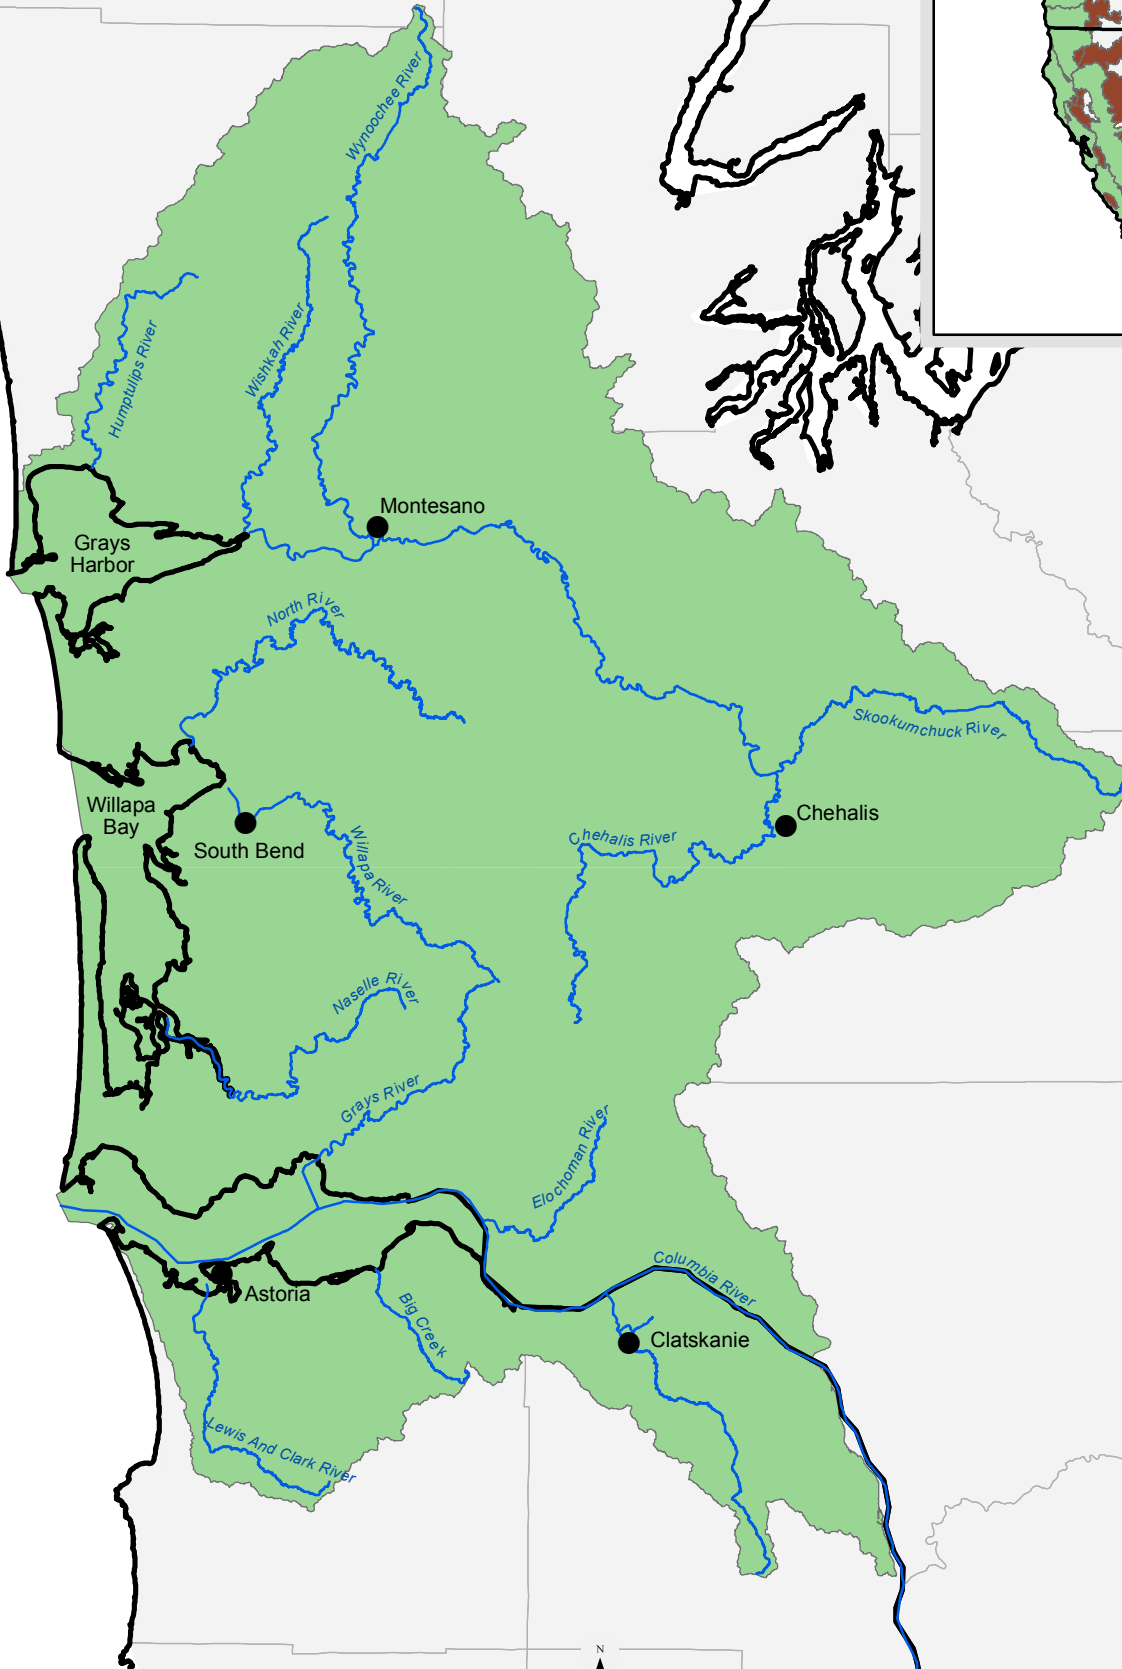 Wynoochee River
Wishkah River
Humptulips River
Montesano
Grays
Harbor
North River
Skookumchuck River
Willapa
Bay
Chehalis
South Bend
Chehalis River
Willapa River
Naselle River
Grays River
Elochoman River
Columbia River
Astoria
Big Creek
Clatskanie
Lewis And Clark River
N